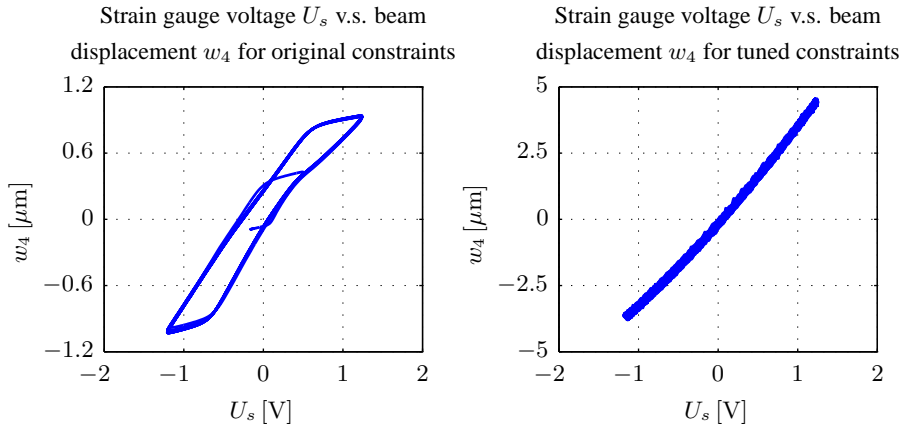 Strain gauge voltage U_s v.s. beam
displacement w_4 for original constraints
1.2
0.6
0
−0.6
−1.2
w_4 [μm]
−2 −1 0 1 2
U_s [V]
Strain gauge voltage U_s v.s. beam
displacement w_4 for tuned constraints
5
2.5
0
−2.5
−5
w_4 [μm]
−2 −1 0 1 2
U_s [V]